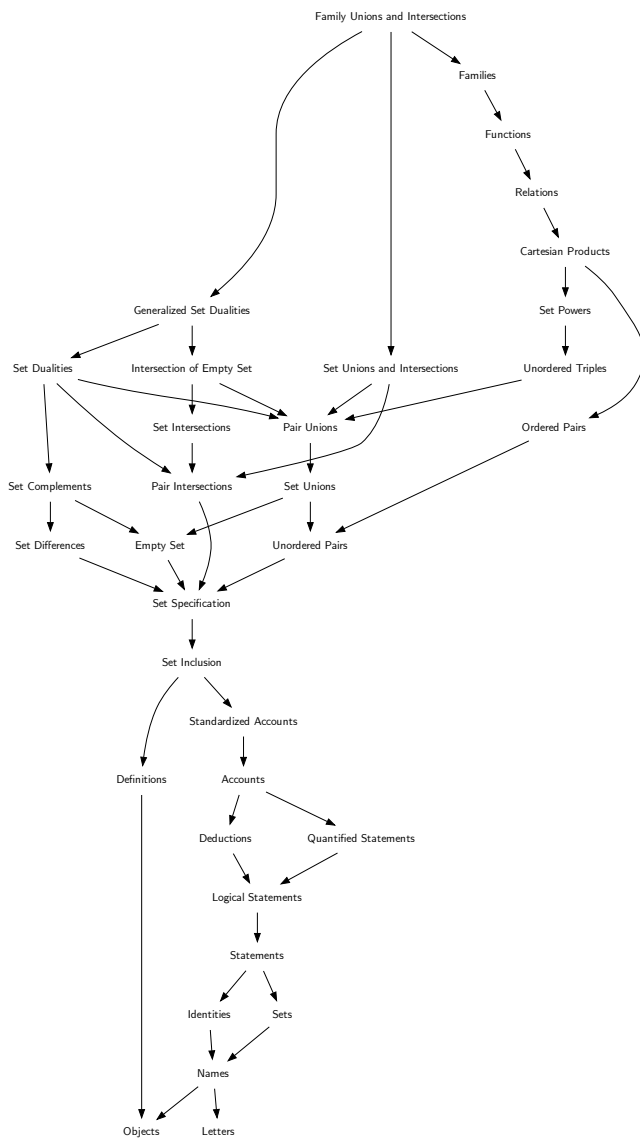 Family Unions and Intersections
Families
Functions
Relations
Cartesian Products
Generalized Set Dualities
Set Powers
Set Dualities
Intersection of Empty Set
Set Unions and Intersections
Unordered Triples
Set Intersections
Pair Unions
Ordered Pairs
Set Complements
Pair Intersections
Set Unions
Set Differences
Empty Set
Unordered Pairs
Set Specification
Set Inclusion
Standardized Accounts
Definitions
Accounts
Deductions
Quantified Statements
Logical Statements
Statements
Identities
Sets
Names
Objects
Letters